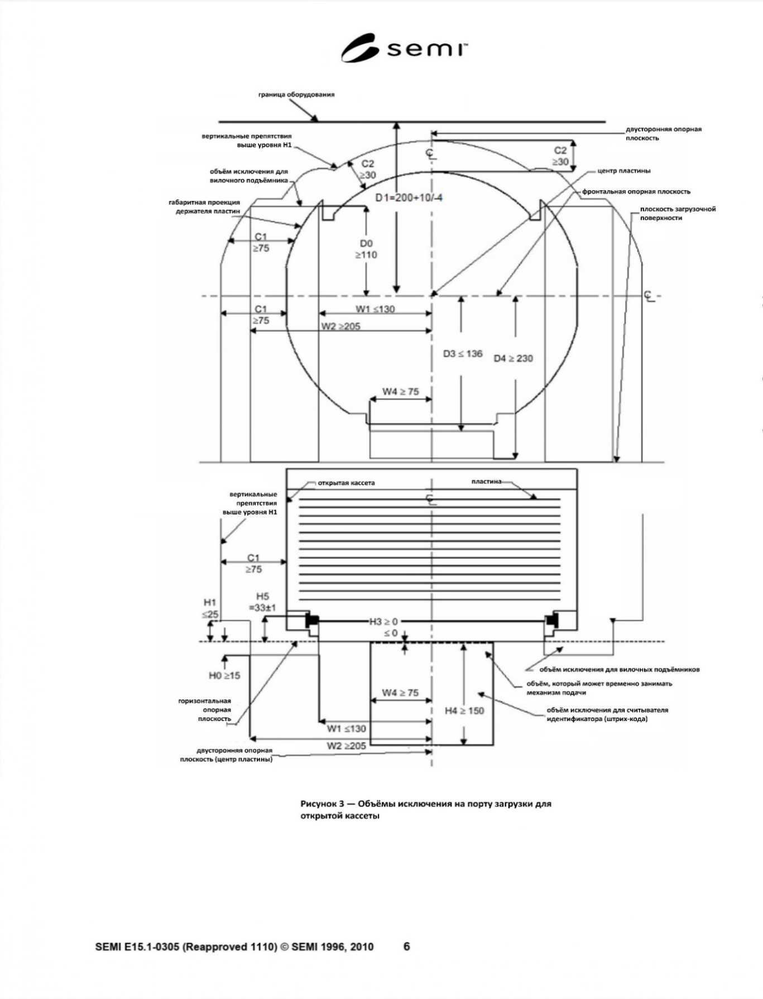 semi™
граница оборудования
вертикальные препятствия
выше уровня H1
двусторонняя опорная
плоскость
C2
≥30
C2
≥30
объём исключения для
вилочного подъёмника
центр пластины
D1=200+10/-4
фронтальная опорная плоскость
габаритная проекция
держателя пластин
плоскость загрузочной
поверхности
C1
≥75
D0
≥110
C1
≥75
W1 ≤130
W2 ≥205
D3 ≤ 136
D4 ≥ 230
W4 ≥ 75
открытая кассета
пластина
вертикальные
препятствия
выше уровня H1
C1
≥75
H1
≤25
H5
=33±1
H3 ≥ 0
≤ 0
H0 ≥15
объём исключения для вилочных подъёмников
объём, который может временно занимать
механизм подачи
W4 ≥ 75
H4 ≥ 150
горизонтальная
опорная
плоскость
объём исключения для считывателя
идентификатора (штрих-кода)
W1 ≤130
W2 ≥205
двусторонняя опорная
плоскость (центр пластины)
Рисунок 3 — Объёмы исключения на порту загрузки для
открытой кассеты
SEMI E15.1-0305 (Reapproved 1110) © SEMI 1996, 2010 6